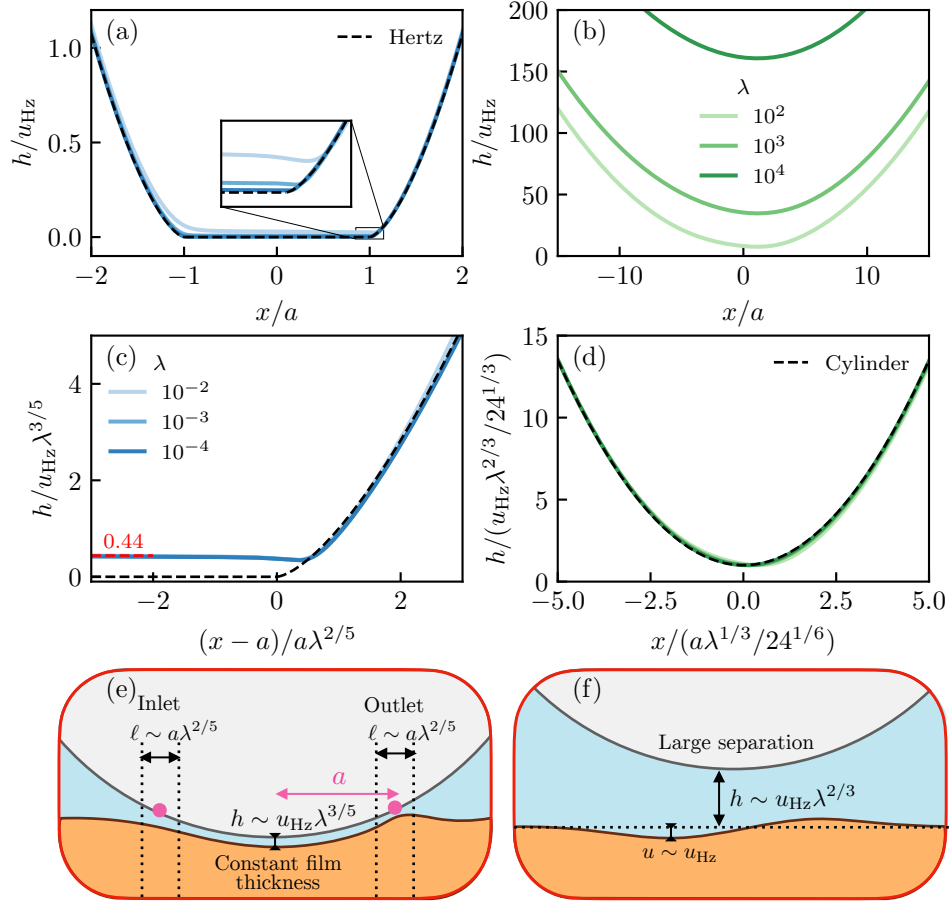 (a)
Hertz
h/u_Hz
1.0
0.5
0.0
−2
−1
0
1
2
x/a
(b)
h/u_Hz
200
150
100
50
0
λ
10^2
10^3
10^4
−10
0
10
x/a
(c)
λ
10^−2
10^−3
10^−4
h/u_Hz λ^3/5
4
2
0
0.44
−2
0
2
(x − a)/aλ^2/5
(d)
Cylinder
h/(u_Hz λ^2/3/24^1/3)
15
10
5
0
−5.0
−2.5
0.0
2.5
5.0
x/(aλ^1/3/24^1/6)
(e)
Inlet
Outlet
ℓ ∼ aλ^2/5
ℓ ∼ aλ^2/5
a
h ∼ u_Hz λ^3/5
Constant film
thickness
(f)
Large separation
h ∼ u_Hz λ^2/3
u ∼ u_Hz